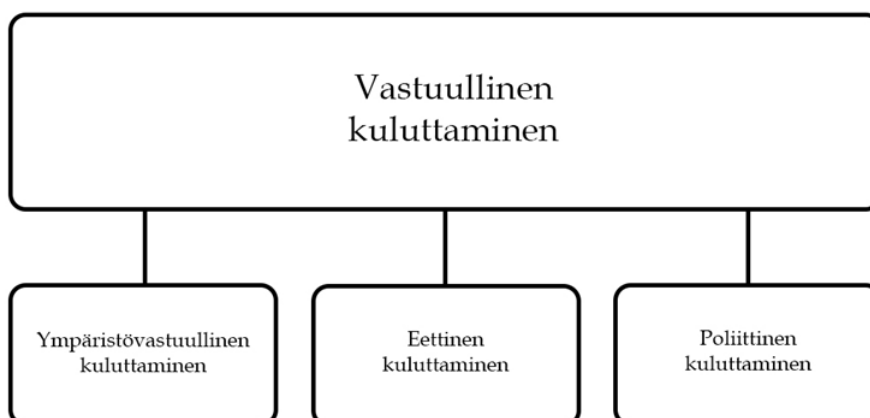 Vastuullinen
kuluttaminen
Ympäristövastuullinen
kuluttaminen
Eettinen
kuluttaminen
Poliittinen
kuluttaminen